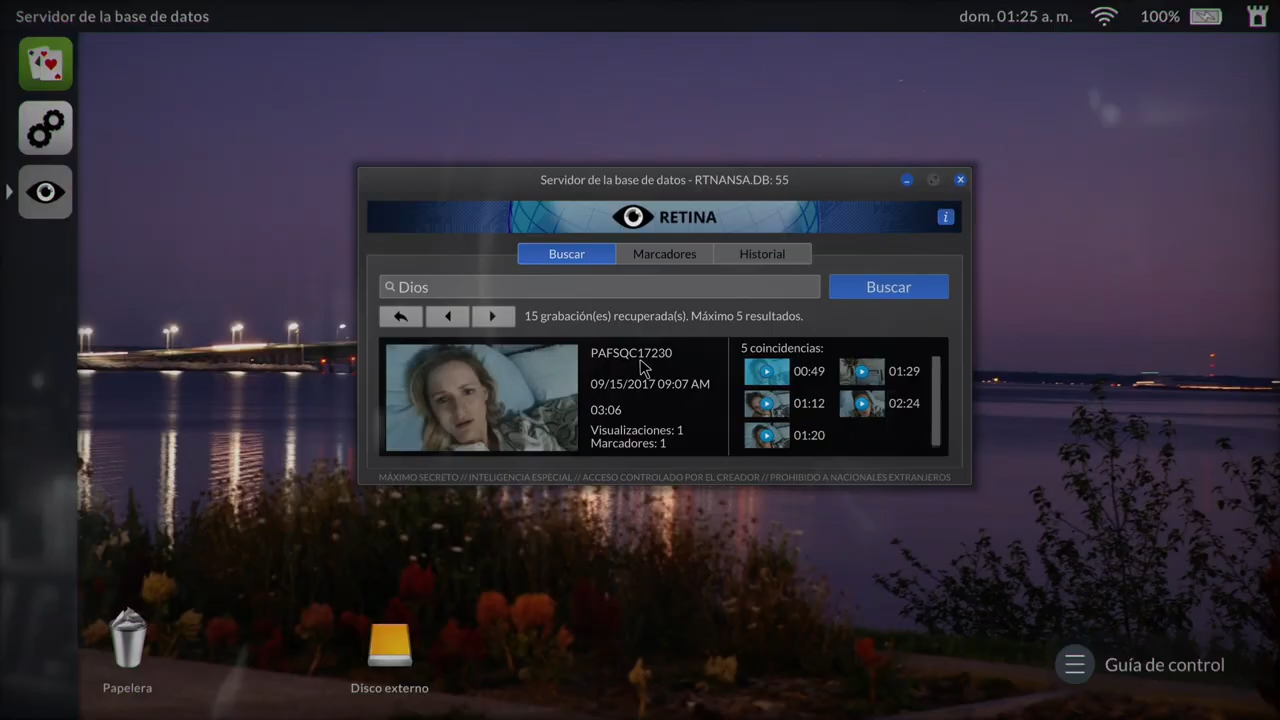 Servidor de la base de datos
dom. 01:25 a. m.
100%
Servidor de la base de datos - RTNANSA.DB: 55
RETINA
i
Buscar
Marcadores
Historial
Dios
Buscar
15 grabación(es) recuperada(s). Máximo 5 resultados.
PAFSQC17230
09/15/2017 09:07 AM
03:06
Visualizaciones: 1
Marcadores: 1
5 coincidencias:
00:49
01:29
01:12
02:24
01:20
MÁXIMO SECRETO // INTELIGENCIA ESPECIAL // ACCESO CONTROLADO POR EL CREADOR // PROHIBIDO A NACIONALES EXTRANJEROS
Papelera
Disco externo
Guía de control